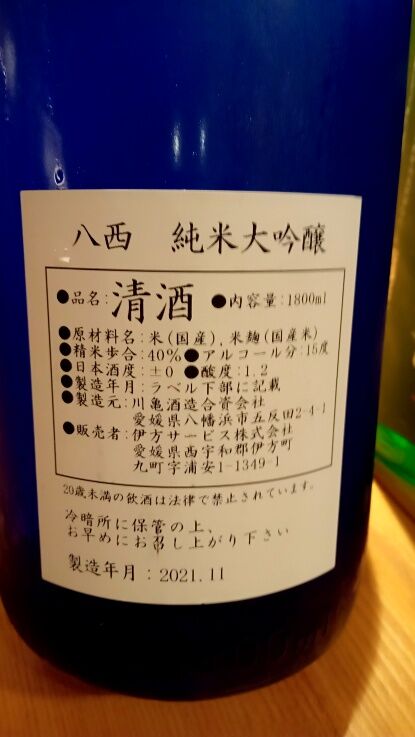 八西 純米大吟醸
●品名:清酒 ●内容量:1800ml
●原材料名:米(国産),米麹(国産米)
●精米歩合:40%●アルコール分:15度
●日本酒度:±0 ●酸度:1.2
●製造年月:ラベル下部に記載
●製造元:川亀酒造合資会社
愛媛県八幡浜市五反田2-4-1
●販売者:伊方サービス株式会社
愛媛県西宇和郡伊方町
九町字浦安1-1349-1
20歳未満の飲酒は法律で禁止されています。
冷暗所に保管の上、
お早めにお召し上がり下さい
製造年月:2021.11